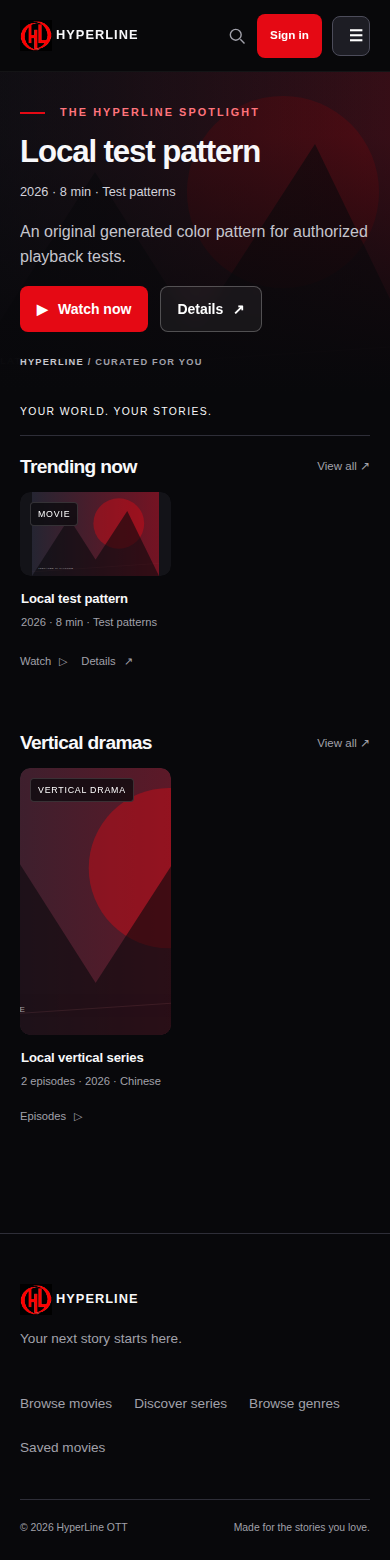 HYPERLINE
Sign in
THE HYPERLINE SPOTLIGHT
Local test pattern
2026 · 8 min · Test patterns
An original generated color pattern for authorized
playback tests.
▶ Watch now
Details ↗
HYPERLINE / CURATED FOR YOU
YOUR WORLD. YOUR STORIES.
Trending now
View all ↗
MOVIE
Local test pattern
2026 · 8 min · Test patterns
Watch ▷ Details ↗
Vertical dramas
View all ↗
VERTICAL DRAMA
E
Local vertical series
2 episodes · 2026 · Chinese
Episodes ▷
HYPERLINE
Your next story starts here.
Browse movies Discover series Browse genres
Saved movies
© 2026 HyperLine OTT
Made for the stories you love.